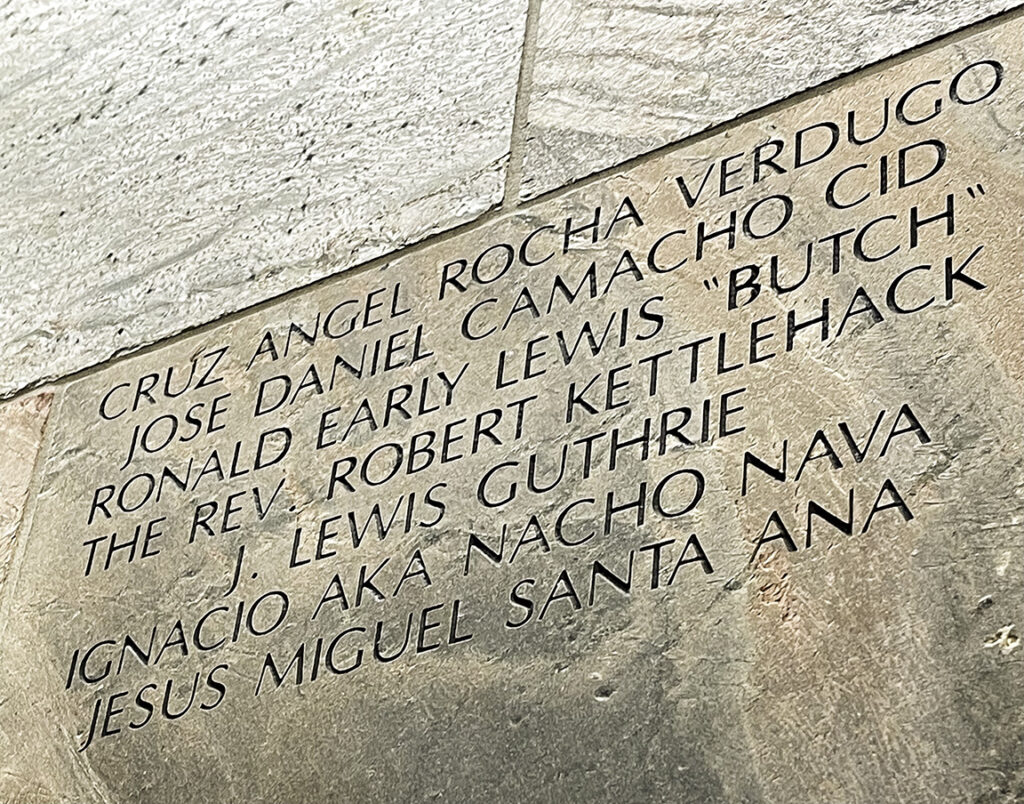 CRUZ ANGEL ROCHA VERDUGO
JOSE DANIEL CAMACHO CID
RONALD EARLY LEWIS "BUTCH"
THE REV. ROBERT KETTLEHACK
J. LEWIS GUTHRIE
IGNACIO AKA NACHO NAVA
JESUS MIGUEL SANTA ANA